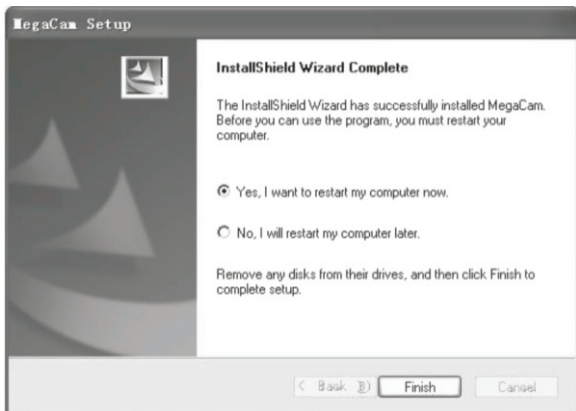 MegaCam Setup
InstallShield Wizard Complete
The InstallShield Wizard has successfully installed MegaCam.
Before you can use the program, you must restart your
computer.
Yes, I want to restart my computer now.
No, I will restart my computer later.
Remove any disks from their drives, and then click Finish to
complete setup.
< Back B) Finish Cancel